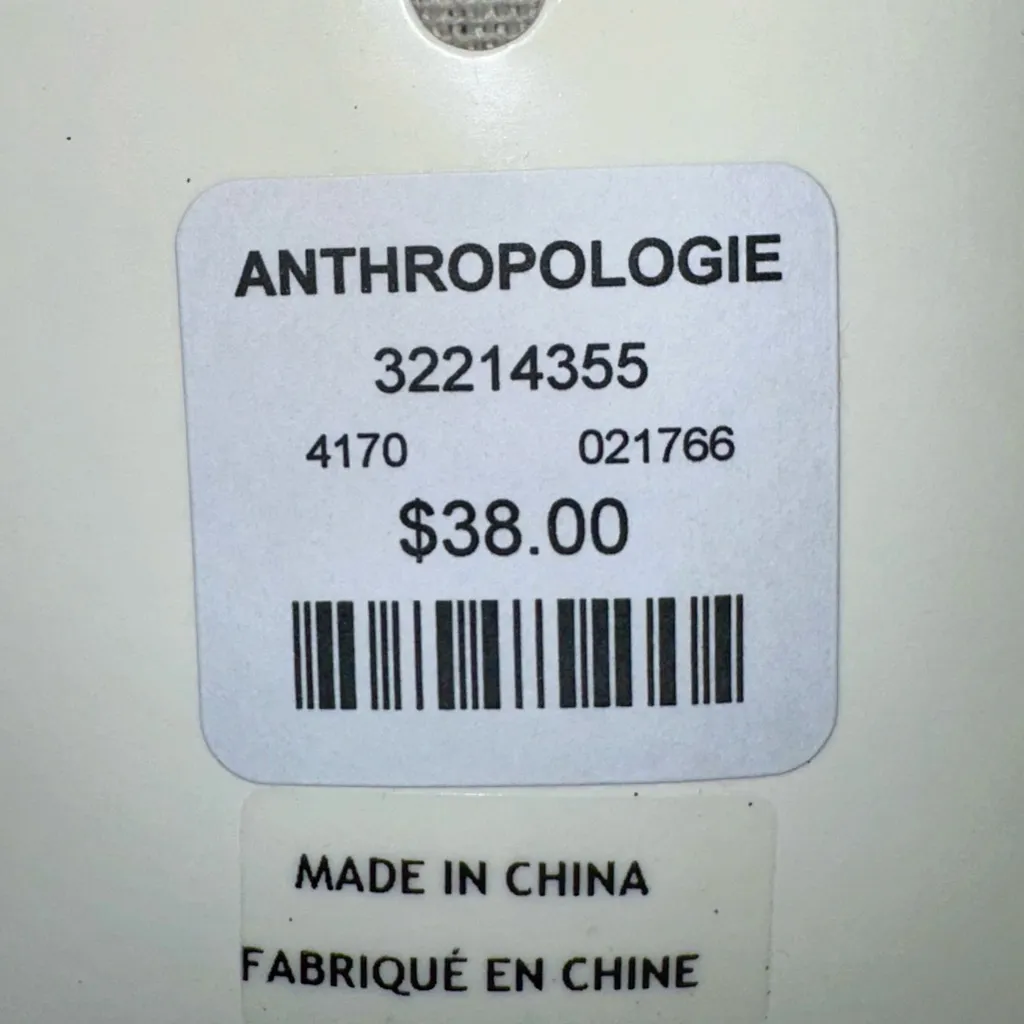 ANTHROPOLOGIE
32214355
4170 021766
$38.00
MADE IN CHINA
FABRIQUÉ EN CHINE